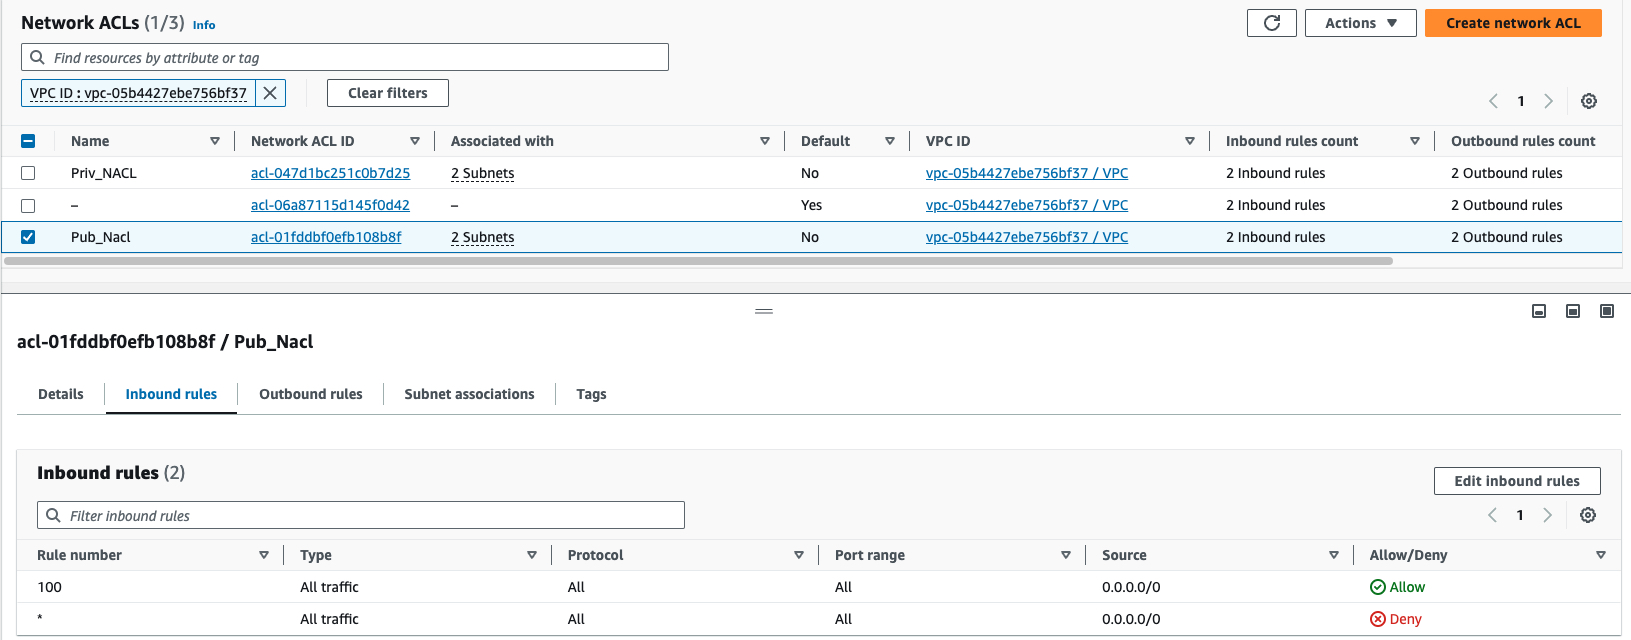 Network ACLs (1/3) Info
Actions ▼
Create network ACL
Find resources by attribute or tag
VPC ID : vpc-05b4427ebe756bf37
Clear filters
1
Name Network ACL ID Associated with Default VPC ID Inbound rules count Outbound rules count
Priv_NACL acl-047d1bc251c0b7d25 2 Subnets No vpc-05b4427ebe756bf37 / VPC 2 Inbound rules 2 Outbound rules
– acl-06a87115d145f0d42 – Yes vpc-05b4427ebe756bf37 / VPC 2 Inbound rules 2 Outbound rules
Pub_Nacl acl-01fddbf0efb108b8f 2 Subnets No vpc-05b4427ebe756bf37 / VPC 2 Inbound rules 2 Outbound rules
acl-01fddbf0efb108b8f / Pub_Nacl
Details Inbound rules Outbound rules Subnet associations Tags
Inbound rules (2)
Edit inbound rules
Filter inbound rules
1
Rule number Type Protocol Port range Source Allow/Deny
100 All traffic All All 0.0.0.0/0 Allow
* All traffic All All 0.0.0.0/0 Deny